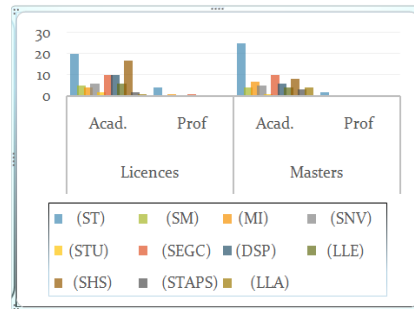 30
20
10
0
Acad. Prof Acad. Prof
Licences Masters
(ST) (SM) (MI) (SNV)
(STU) (SEGC) (DSP) (LLE)
(SHS) (STAPS) (LLA)